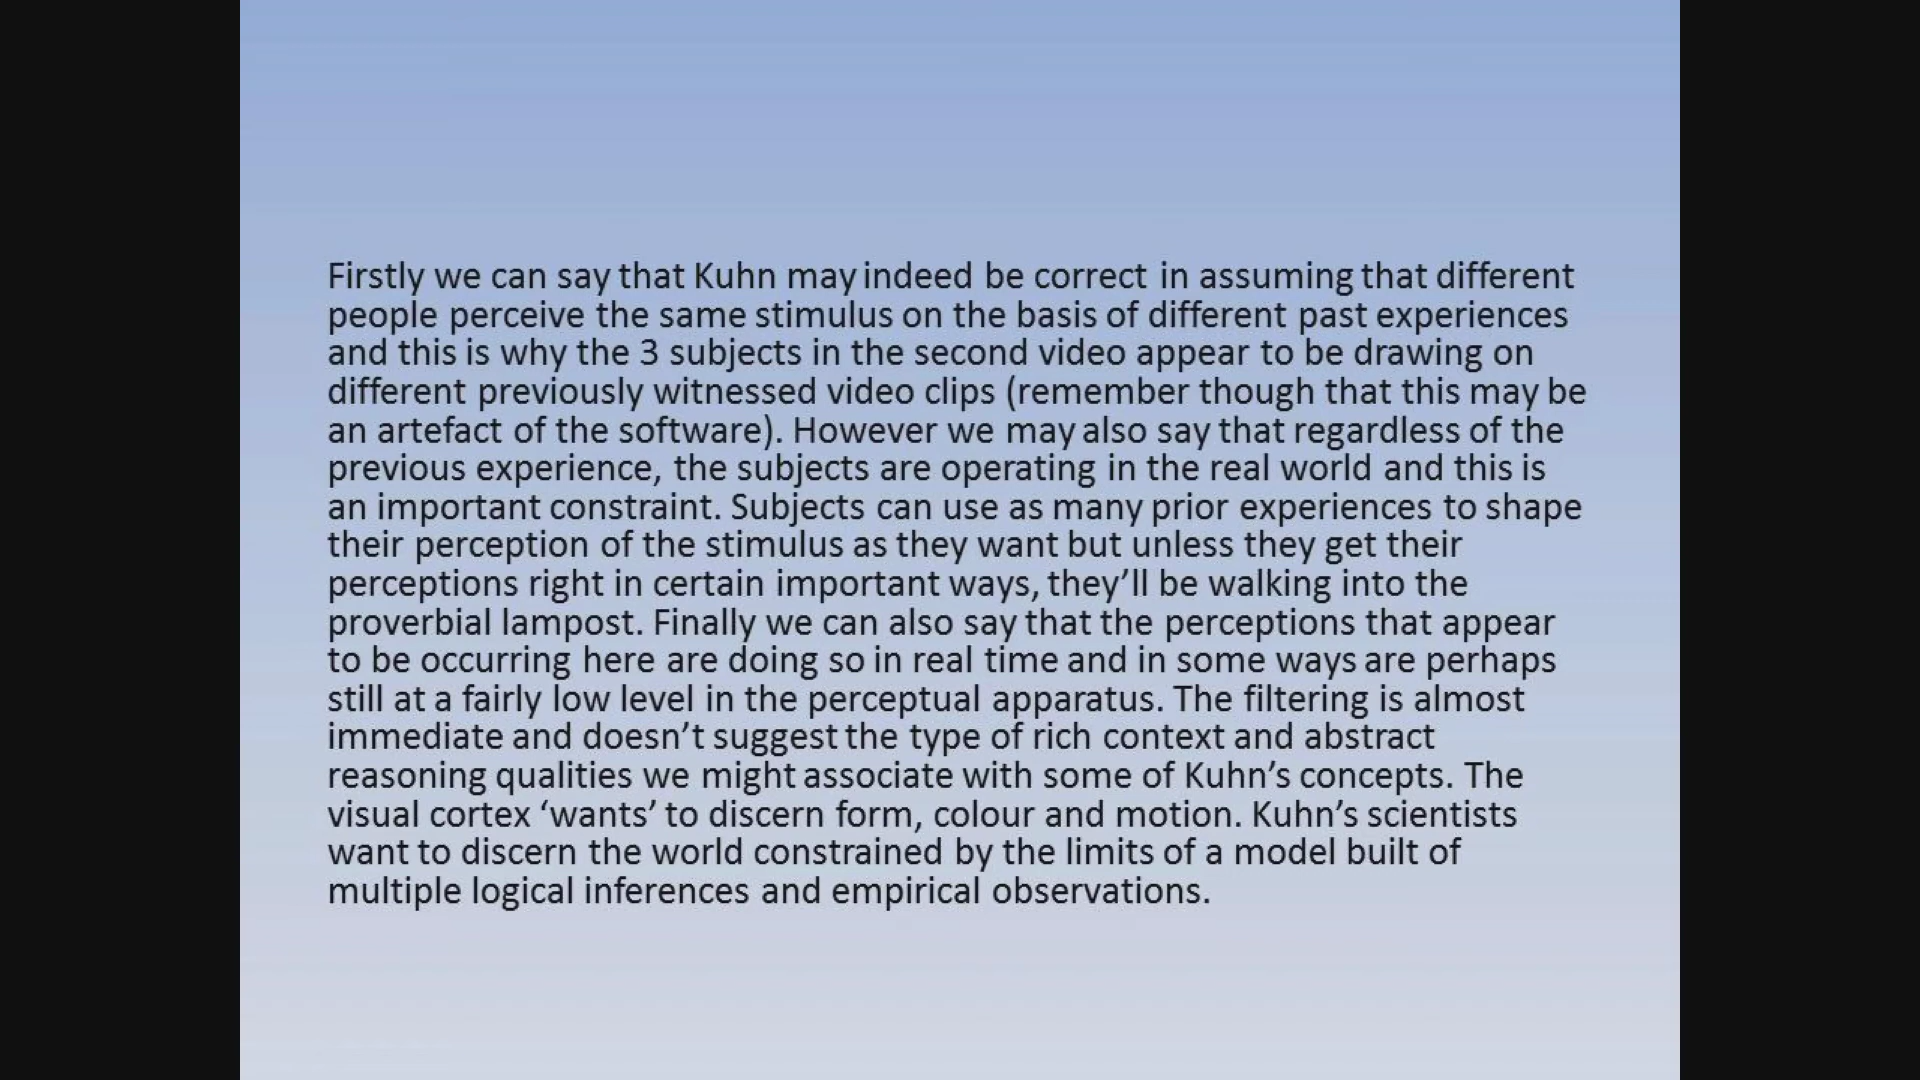 Firstly we can say that Kuhn may indeed be correct in assuming that different
people perceive the same stimulus on the basis of different past experiences
and this is why the 3 subjects in the second video appear to be drawing on
different previously witnessed video clips (remember though that this may be
an artefact of the software). However we may also say that regardless of the
previous experience, the subjects are operating in the real world and this is
an important constraint. Subjects can use as many prior experiences to shape
their perception of the stimulus as they want but unless they get their
perceptions right in certain important ways, they’ll be walking into the
proverbial lampost. Finally we can also say that the perceptions that appear
to be occurring here are doing so in real time and in some ways are perhaps
still at a fairly low level in the perceptual apparatus. The filtering is almost
immediate and doesn’t suggest the type of rich context and abstract
reasoning qualities we might associate with some of Kuhn’s concepts. The
visual cortex ‘wants’ to discern form, colour and motion. Kuhn’s scientists
want to discern the world constrained by the limits of a model built of
multiple logical inferences and empirical observations.